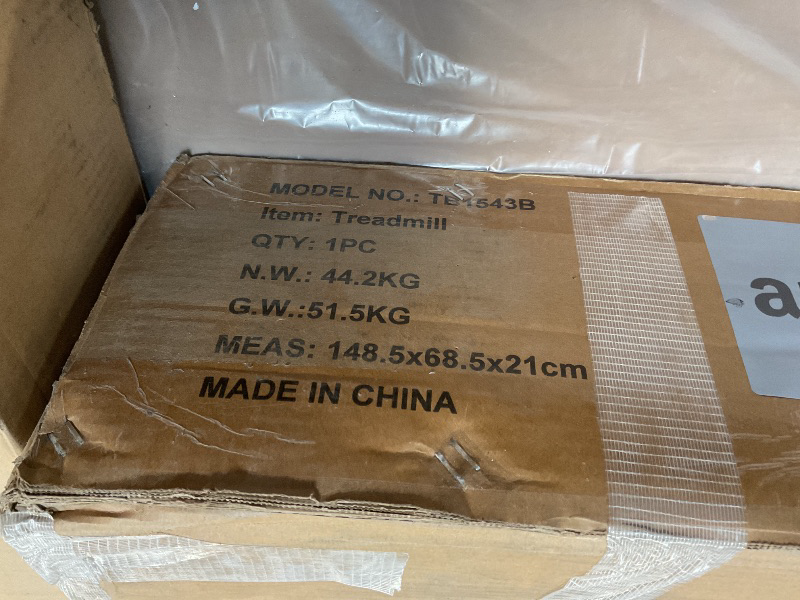 MODEL NO.: TB1543B
Item: Treadmill
QTY: 1PC
N.W.: 44.2KG
G.W.:51.5KG
MEAS: 148.5x68.5x21cm
MADE IN CHINA